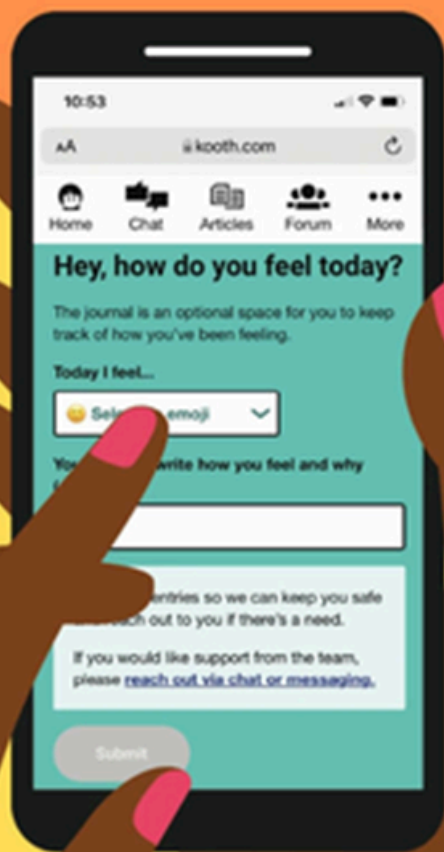 10:53
AA kooth.com
Home Chat Articles Forum More
Hey, how do you feel today?
The journal is an optional space for you to keep
track of how you've been feeling.
Today I feel...
emoji
write how you feel and why
entries so we can keep you safe
out to you if there's a need.
If you would like support from the team,
please reach out via chat or messaging.
Submit